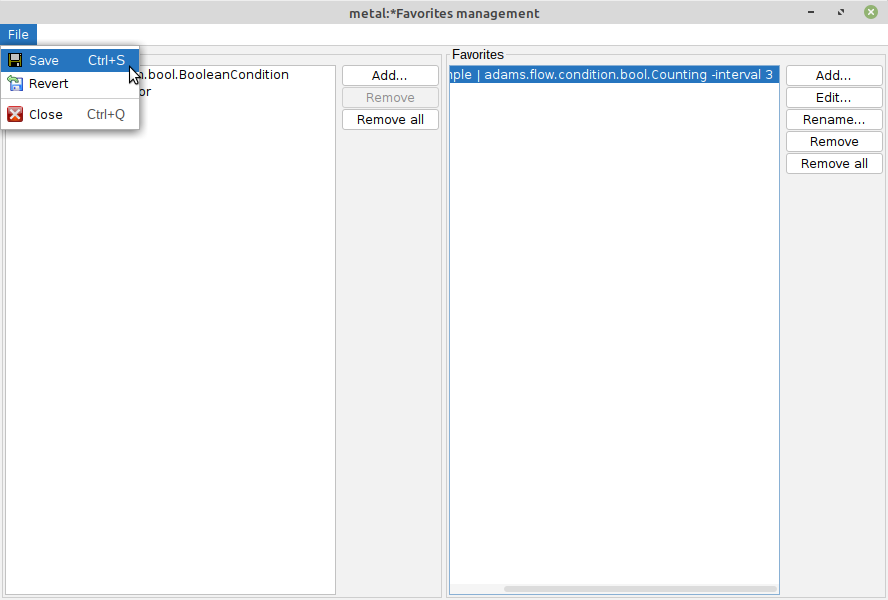 metal:*Favorites management
File
Save Ctrl+S
Revert
Close Ctrl+Q
.bool.BooleanCondition
or
Add...
Remove
Remove all
Favorites
ple | adams.flow.condition.bool.Counting -interval 3
Add...
Edit...
Rename...
Remove
Remove all